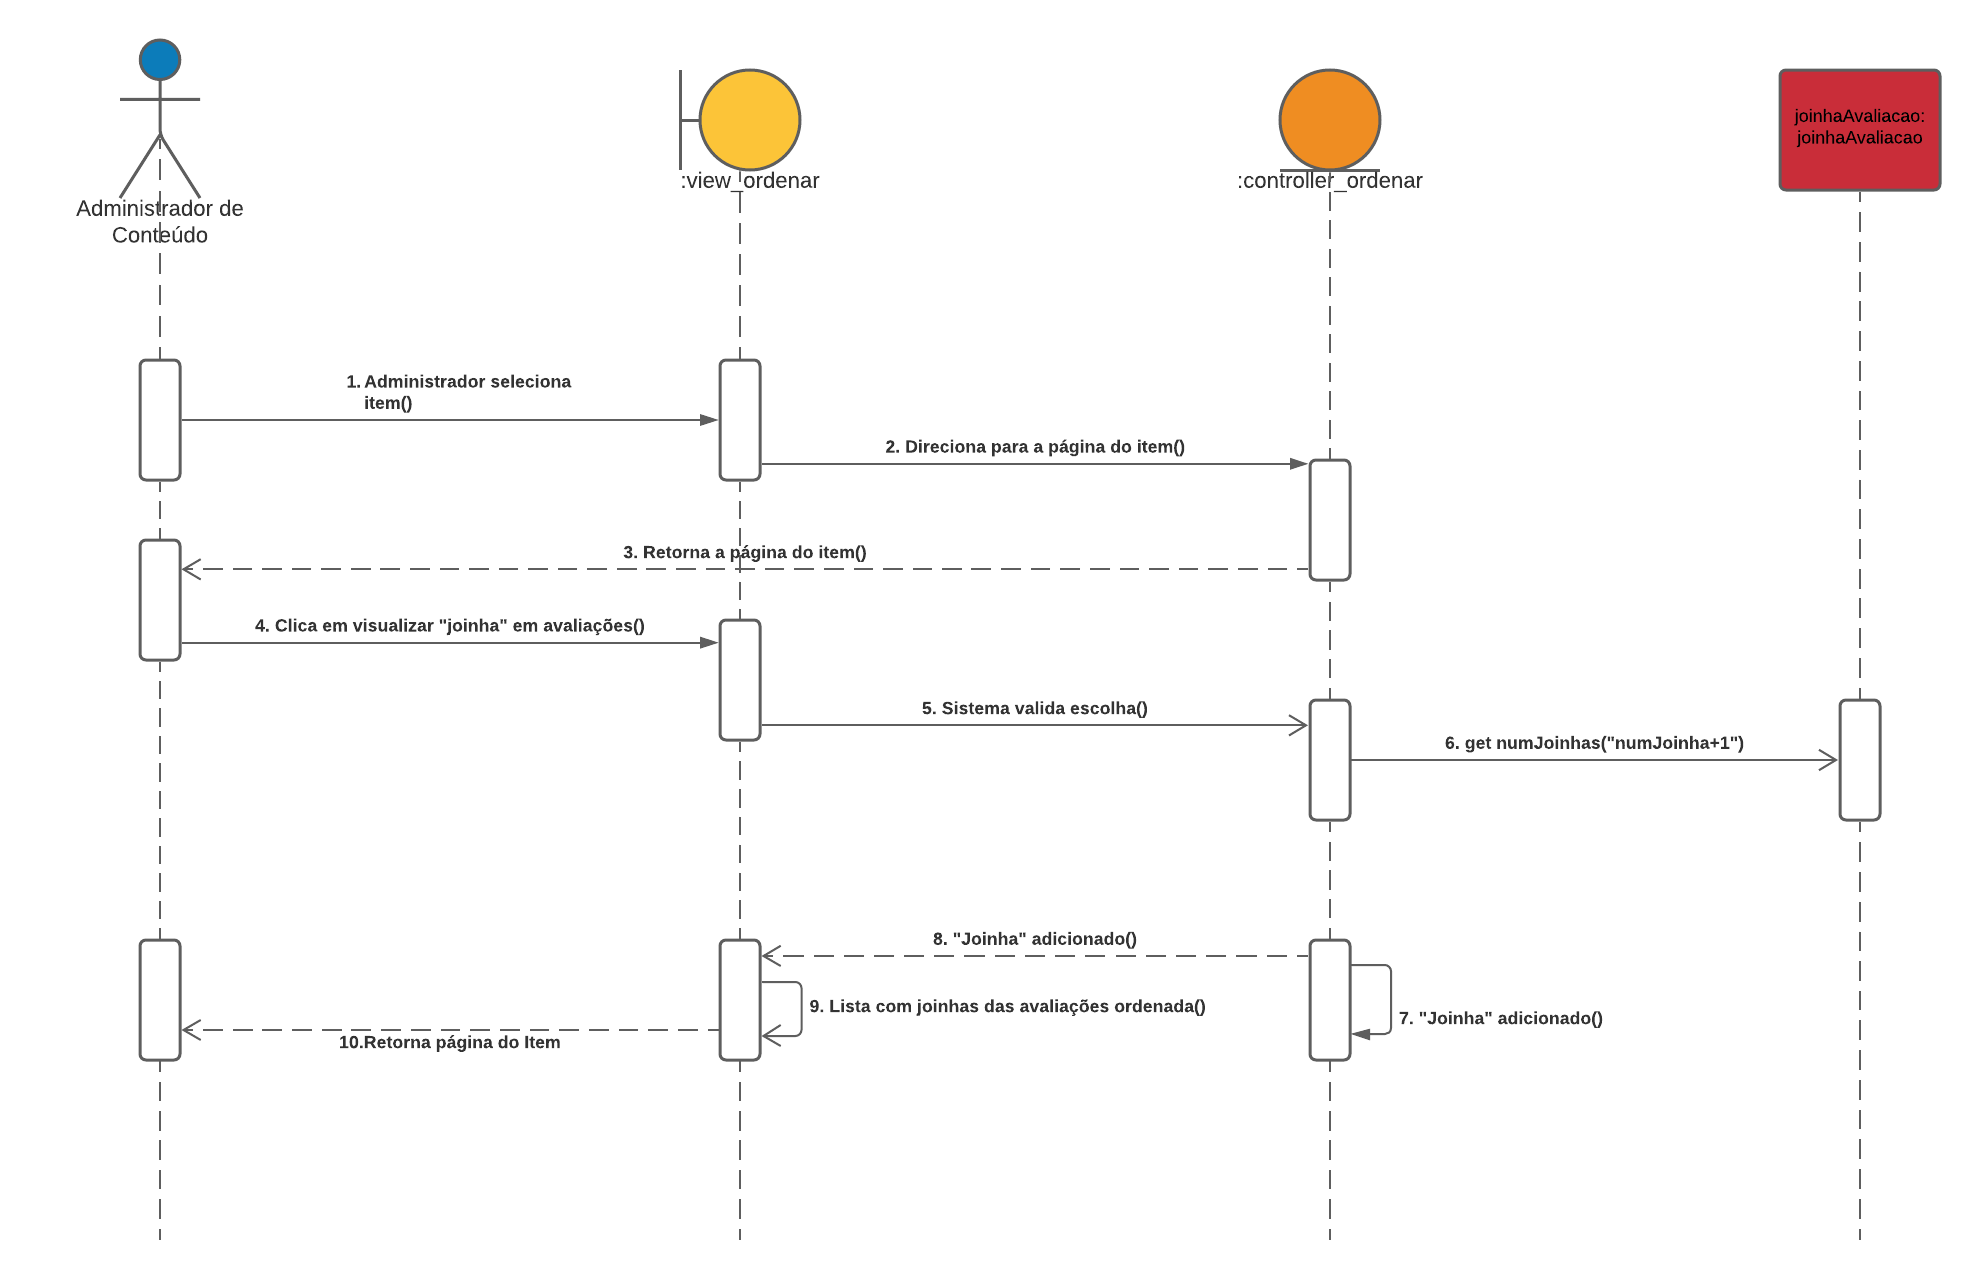 Administrador de
Conteúdo
:view_ordenar
:controller_ordenar
joinhaAvaliacao:
joinhaAvaliacao
1. Administrador seleciona
item()
2. Direciona para a página do item()
3. Retorna a página do item()
4. Clica em visualizar "joinha" em avaliações()
5. Sistema valida escolha()
6. get numJoinhas("numJoinha+1")
8. "Joinha" adicionado()
9. Lista com joinhas das avaliações ordenada()
7. "Joinha" adicionado()
10.Retorna página do Item